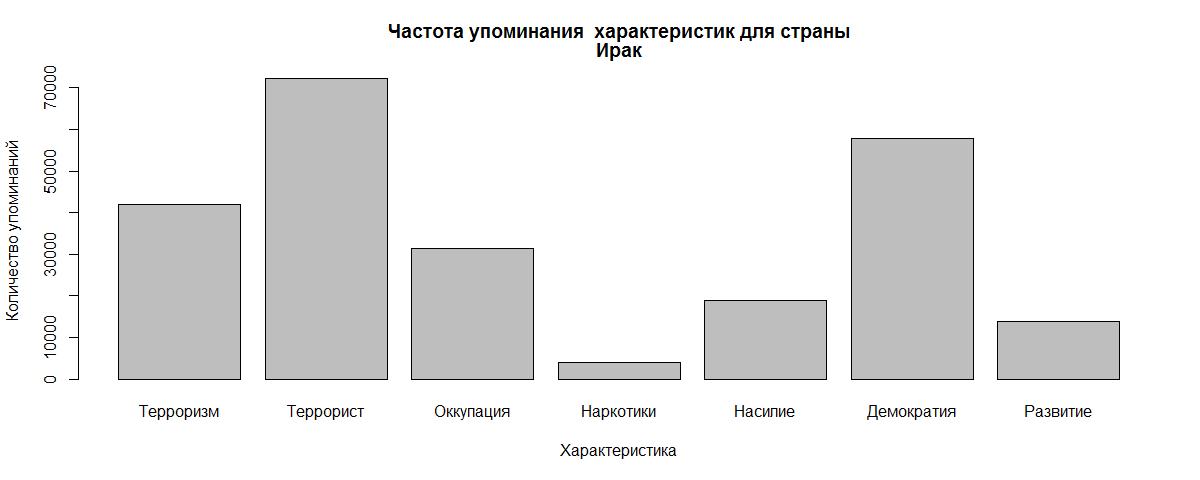 Частота упоминания  характеристик для страны
Ирак
Количество упоминаний
70000
50000
30000
10000
0
Терроризм Террорист Оккупация Наркотики Насилие Демократия Развитие
Характеристика